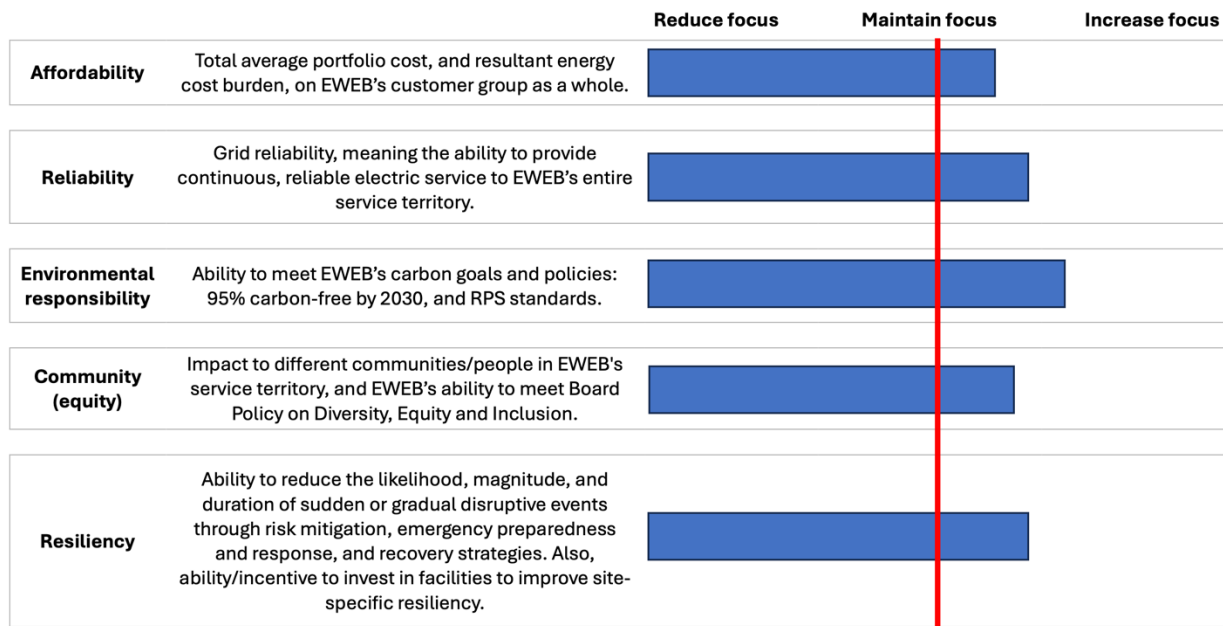 Reduce focus Maintain focus Increase focus
Affordability
Total average portfolio cost, and resultant energy
cost burden, on EWEB’s customer group as a whole.
Reliability
Grid reliability, meaning the ability to provide
continuous, reliable electric service to EWEB’s entire
service territory.
Environmental
responsibility
Ability to meet EWEB’s carbon goals and policies:
95% carbon-free by 2030, and RPS standards.
Community
(equity)
Impact to different communities/people in EWEB's
service territory, and EWEB’s ability to meet Board
Policy on Diversity, Equity and Inclusion.
Resiliency
Ability to reduce the likelihood, magnitude, and
duration of sudden or gradual disruptive events
through risk mitigation, emergency preparedness
and response, and recovery strategies. Also,
ability/incentive to invest in facilities to improve site-
specific resiliency.